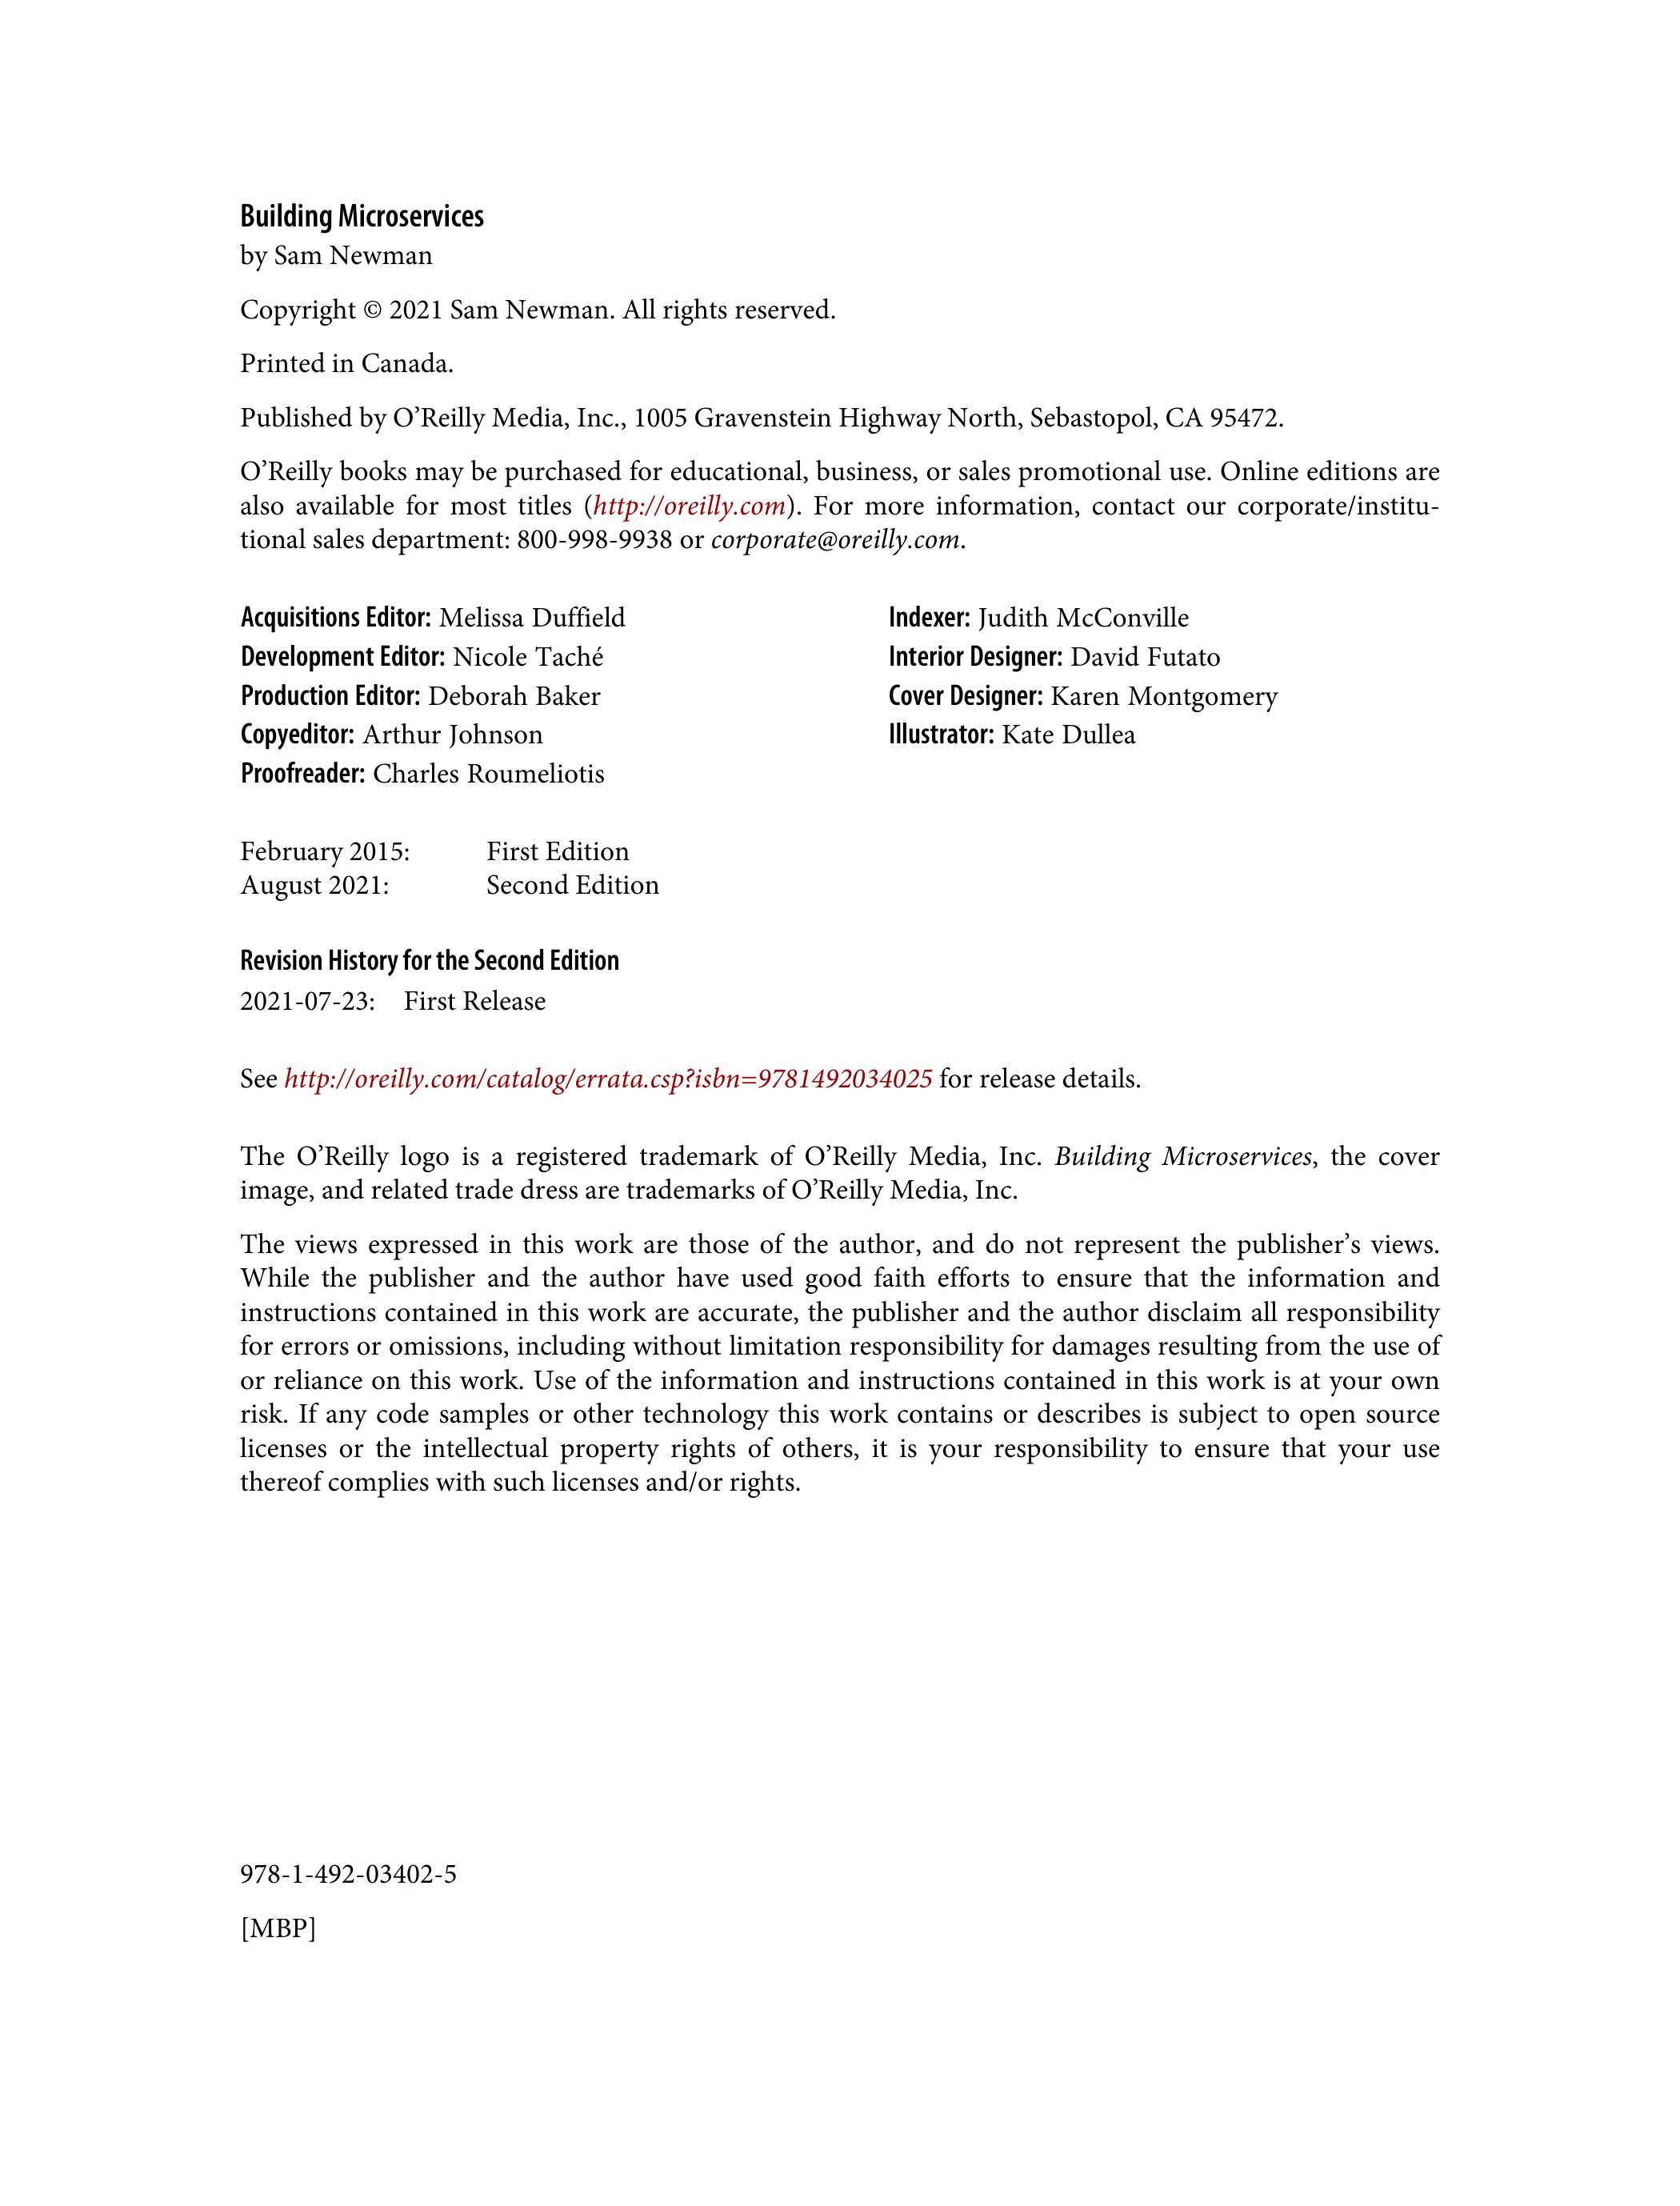 Building Microservices
by Sam Newman
Copyright © 2021 Sam Newman. All rights reserved.
Printed in Canada.
Published by O’Reilly Media, Inc., 1005 Gravenstein Highway North, Sebastopol, CA 95472.
O’Reilly books may be purchased for educational, business, or sales promotional use. Online editions are
also available for most titles (http://oreilly.com). For more information, contact our corporate/institu-
tional sales department: 800-998-9938 or corporate@oreilly.com.
Acquisitions Editor: Melissa Duffield
Development Editor: Nicole Taché
Production Editor: Deborah Baker
Copyeditor: Arthur Johnson
Proofreader: Charles Roumeliotis
Indexer: Judith McConville
Interior Designer: David Futato
Cover Designer: Karen Montgomery
Illustrator: Kate Dullea
February 2015: First Edition
August 2021: Second Edition
Revision History for the Second Edition
2021-07-23: First Release
See http://oreilly.com/catalog/errata.csp?isbn=9781492034025 for release details.
The O’Reilly logo is a registered trademark of O’Reilly Media, Inc. Building Microservices, the cover
image, and related trade dress are trademarks of O’Reilly Media, Inc.
The views expressed in this work are those of the author, and do not represent the publisher’s views.
While the publisher and the author have used good faith efforts to ensure that the information and
instructions contained in this work are accurate, the publisher and the author disclaim all responsibility
for errors or omissions, including without limitation responsibility for damages resulting from the use of
or reliance on this work. Use of the information and instructions contained in this work is at your own
risk. If any code samples or other technology this work contains or describes is subject to open source
licenses or the intellectual property rights of others, it is your responsibility to ensure that your use
thereof complies with such licenses and/or rights.
978-1-492-03402-5
[MBP]